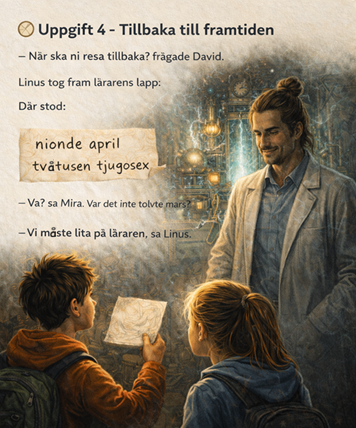 Uppgift 4 - Tillbaka till framtiden
– När ska ni resa tillbaka? frågade David.
Linus tog fram lärarens lapp:
Där stod:
nionde april
tvåtusen tjugosex
– Va? sa Mira. Var det inte tolvte mars?
– Vi måste lita på läraren, sa Linus.